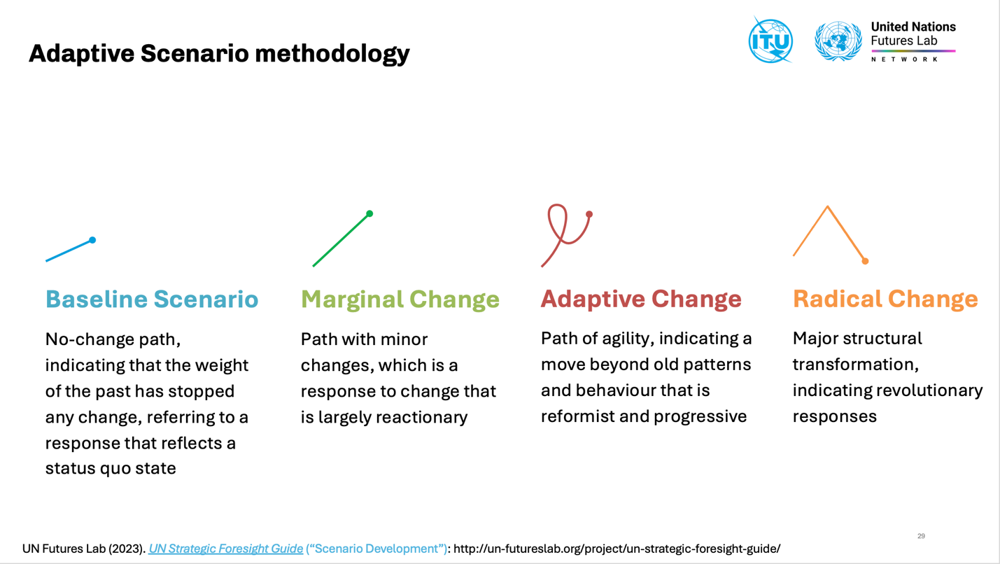 Adaptive Scenario methodology
ITU
United Nations
Futures Lab
NETWORK
Baseline Scenario
No-change path,
indicating that the weight
of the past has stopped
any change, referring to a
response that reflects a
status quo state
Marginal Change
Path with minor
changes, which is a
response to change that
is largely reactionary
Adaptive Change
Path of agility, indicating a
move beyond old patterns
and behaviour that is
reformist and progressive
Radical Change
Major structural
transformation,
indicating revolutionary
responses
29
UN Futures Lab (2023). UN Strategic Foresight Guide (“Scenario Development”): http://un-futureslab.org/project/un-strategic-foresight-guide/